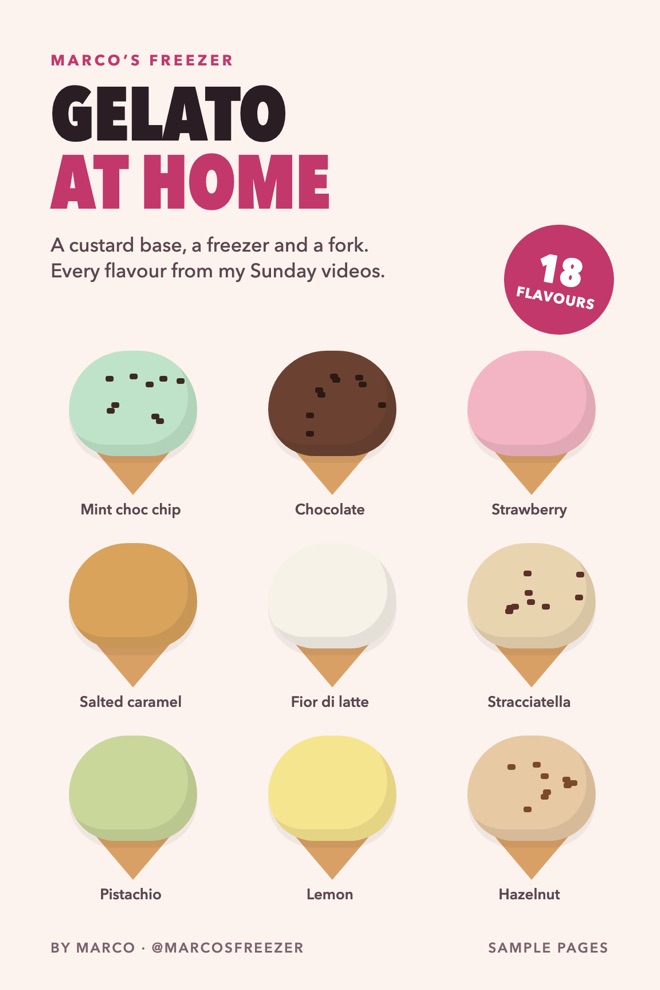 MARCO’S FREEZER
GELATO
AT HOME
A custard base, a freezer and a fork.
Every flavour from my Sunday videos.
18
FLAVOURS
Mint choc chip
Chocolate
Strawberry
Salted caramel
Fior di latte
Stracciatella
Pistachio
Lemon
Hazelnut
BY MARCO · @MARCOSFREEZER
SAMPLE PAGES